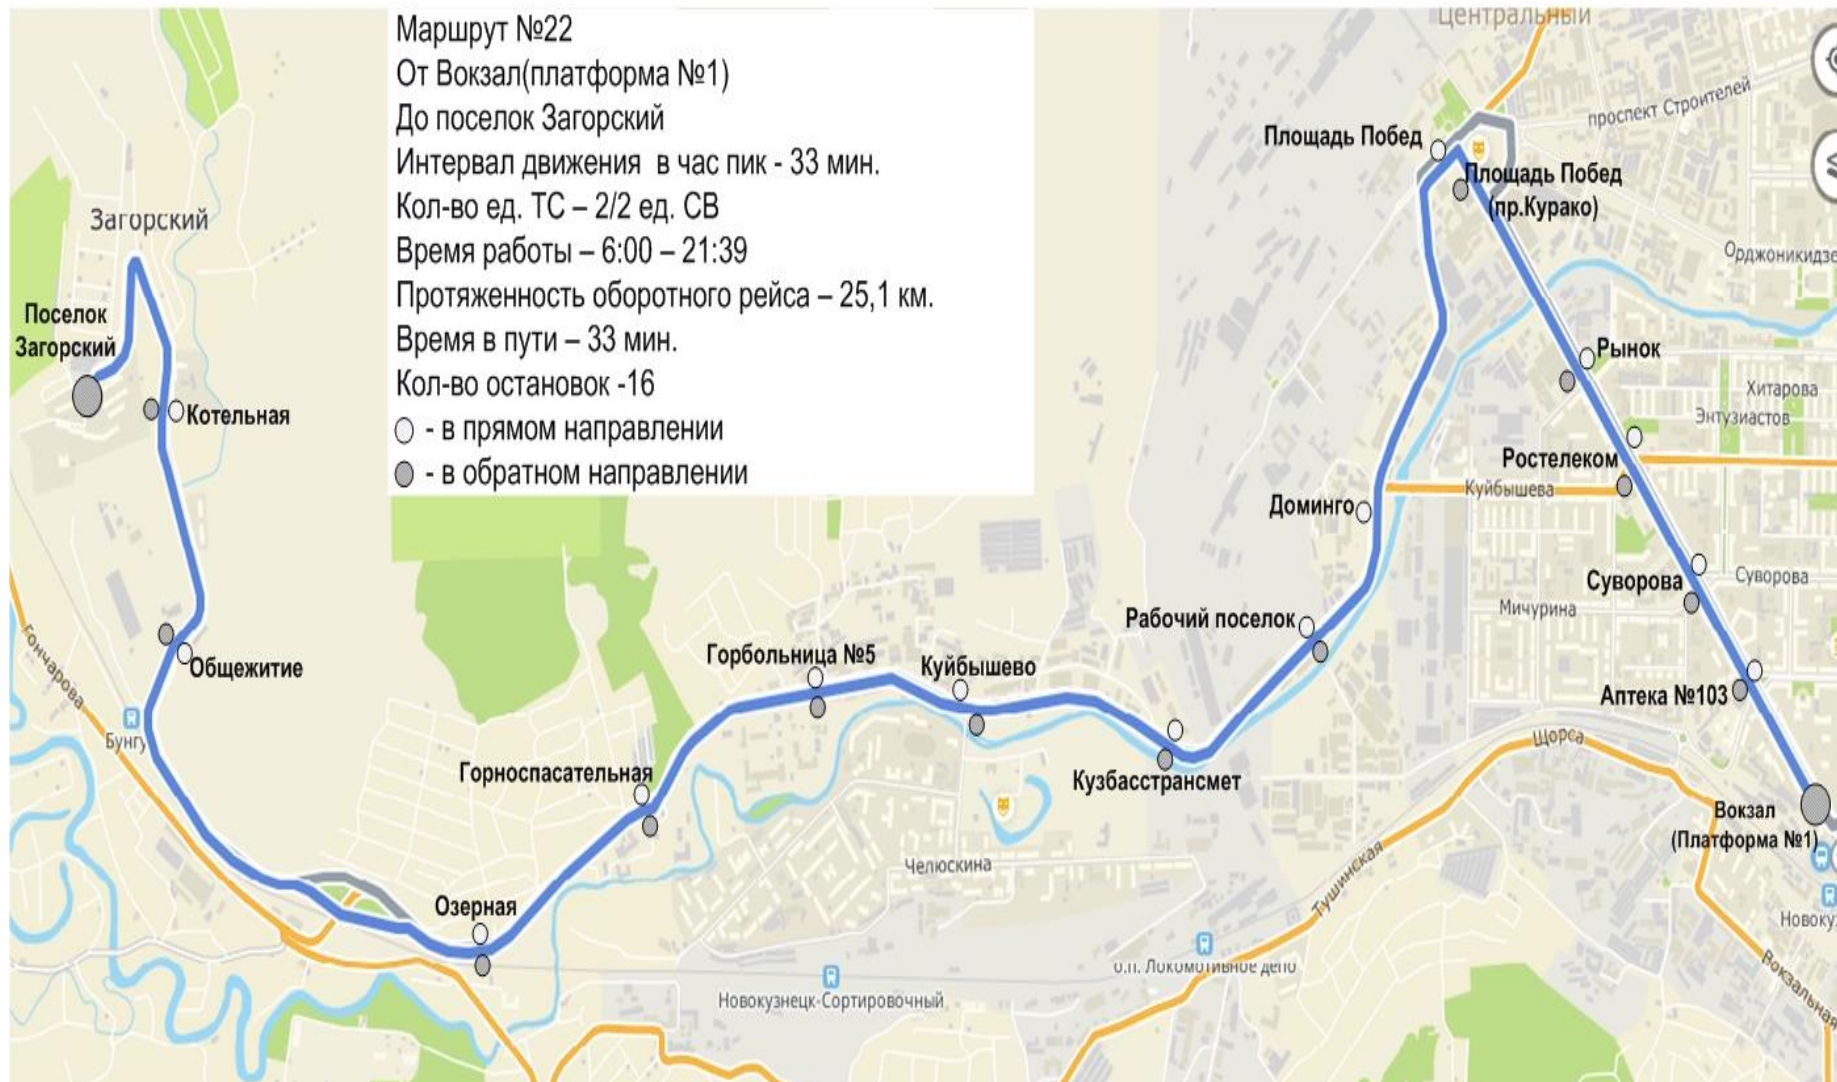 Маршрут №22
От Вокзал(платформа №1)
До поселок Загорский
Интервал движения в час пик - 33 мин.
Кол-во ед. ТС – 2/2 ед. СВ
Время работы – 6:00 – 21:39
Протяженность оборотного рейса – 25,1 км.
Время в пути – 33 мин.
Кол-во остановок -16
- в прямом направлении
- в обратном направлении
Центральный
проспект Строителей
Площадь Побед
Площадь Побед
(пр.Курако)
Загорский
Орджоникидзе
Поселок
Загорский
Рынок
Хитарова
Энтузиастов
Котельная
Ростелеком
Куйбышева
Доминго
Суворова
Суворова
Мичурина
Рабочий поселок
Гончарова
Общежитие
Горбольница №5
Куйбышево
Аптека №103
Бунгу
Щорса
Горноспасательная
Кузбасстрансмет
Вокзал
(Платформа №1)
Челюскина
Тушинская
Озерная
Новоку
о.п. Локомотивное депо
Вокзальная
Новокузнецк-Сортировочный